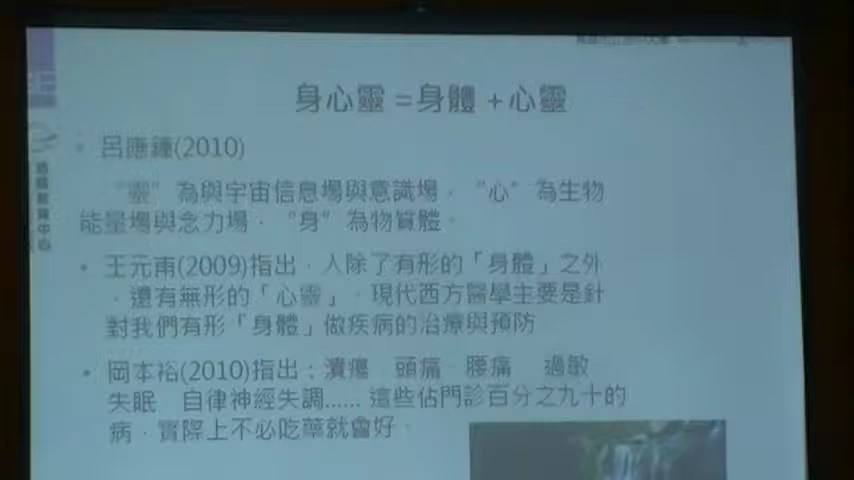 身心靈=身體+心靈
• 呂應鐘(2010)
“靈”為與宇宙信息場與意識場，“心”為生物
能量場與念力場，“身”為物質體。
• 王元甫(2009)指出，人除了有形的「身體」之外
，還有無形的「心靈」，現代西方醫學主要是針
對我們有形「身體」做疾病的治療與預防
• 岡本裕(2010)指出：潰瘍、頭痛、腰痛、過敏
失眠、自律神經失調......這些佔門診百分之九十的
病，實際上不必吃藥就會好。